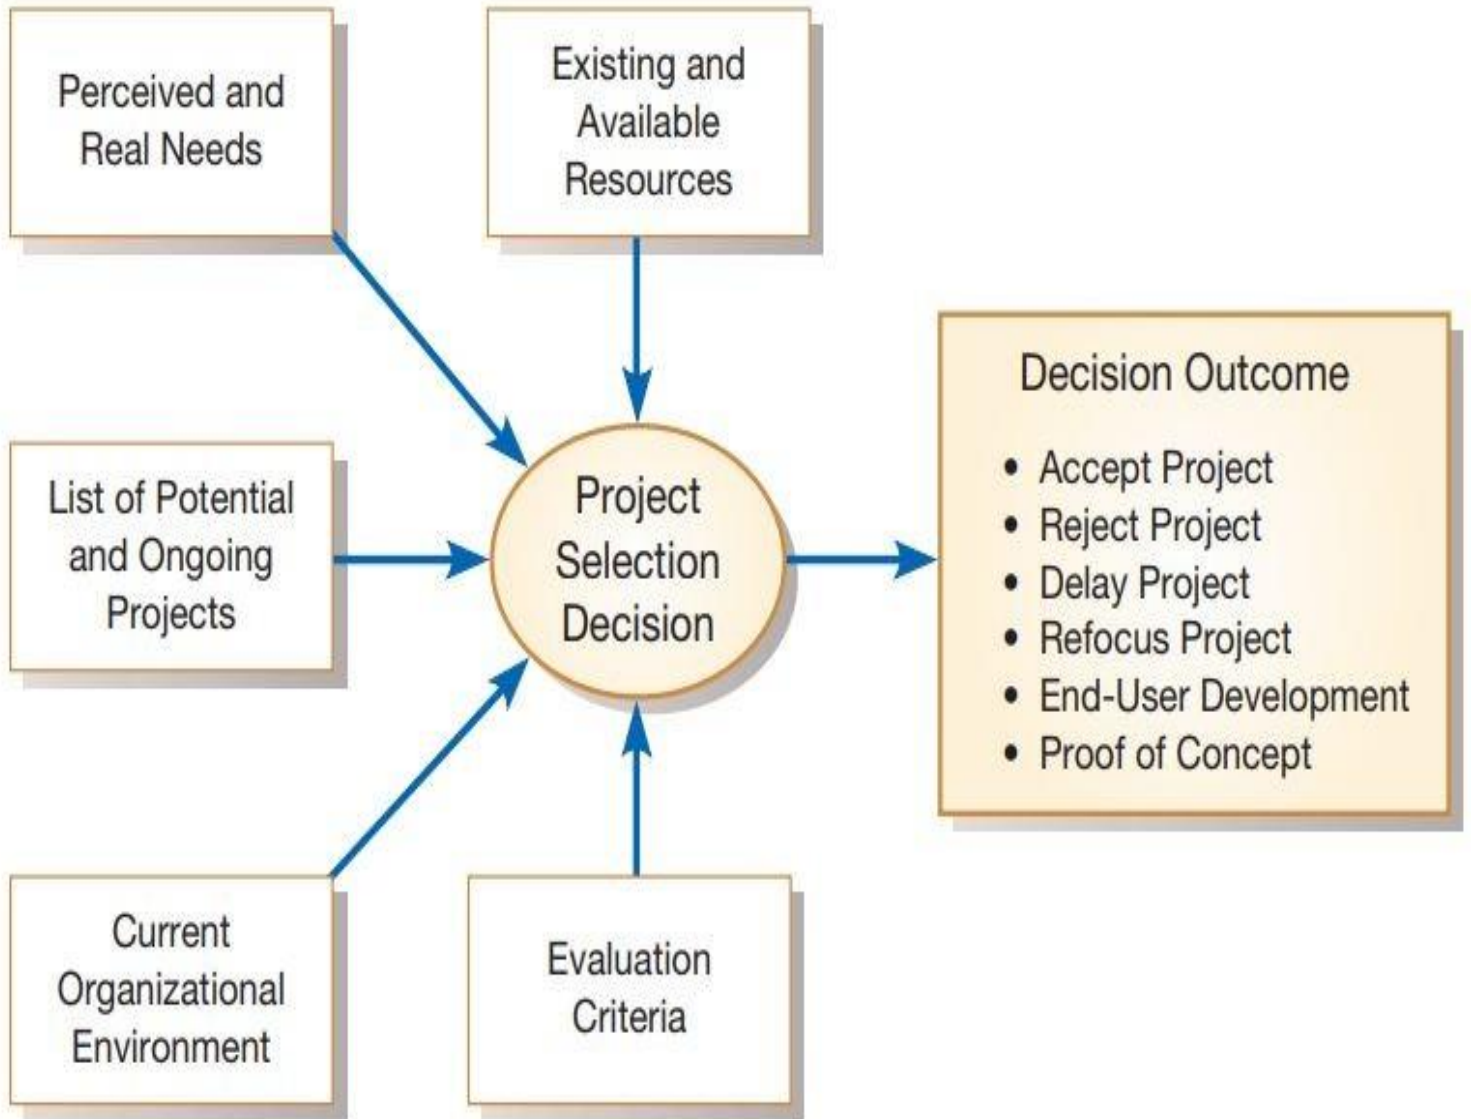 Perceived and
Real Needs
Existing and
Available
Resources
List of Potential
and Ongoing
Projects
Project
Selection
Decision
Decision Outcome
• Accept Project
• Reject Project
• Delay Project
• Refocus Project
• End-User Development
• Proof of Concept
Current
Organizational
Environment
Evaluation
Criteria